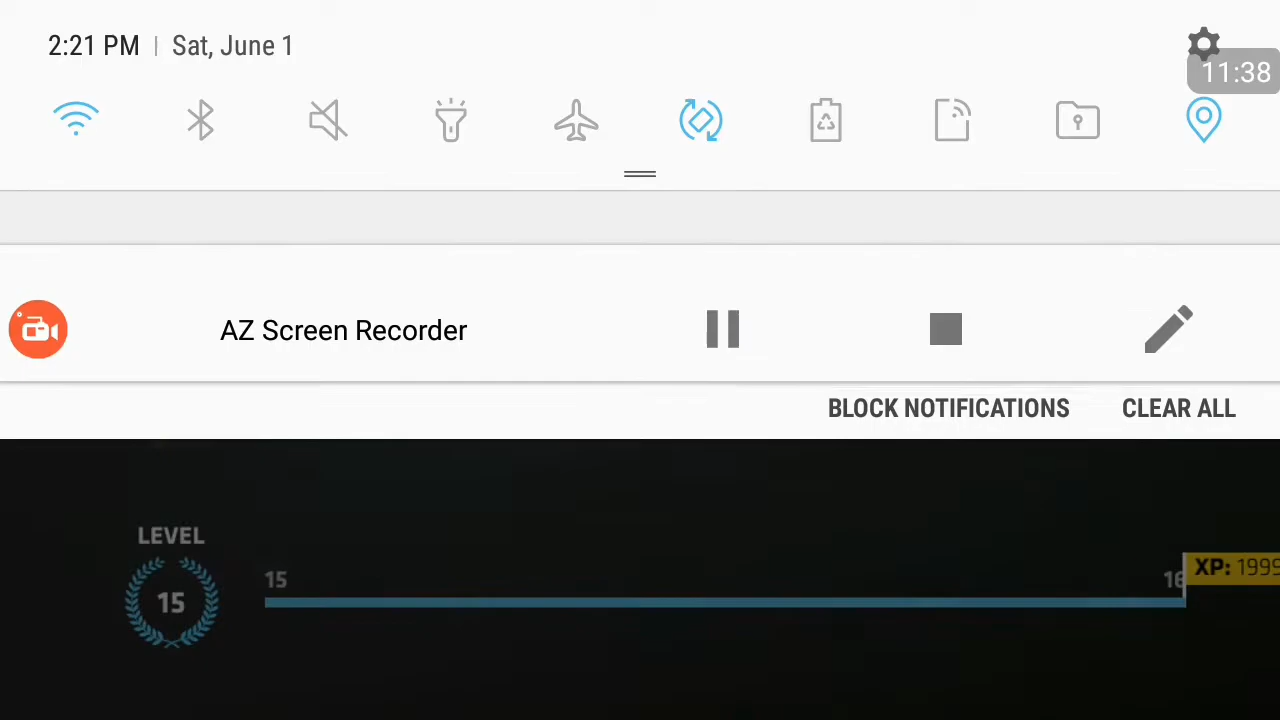 2:21 PM | Sat, June 1
11:38
AZ Screen Recorder
BLOCK NOTIFICATIONS CLEAR ALL
LEVEL
15
15
16
XP: 1999